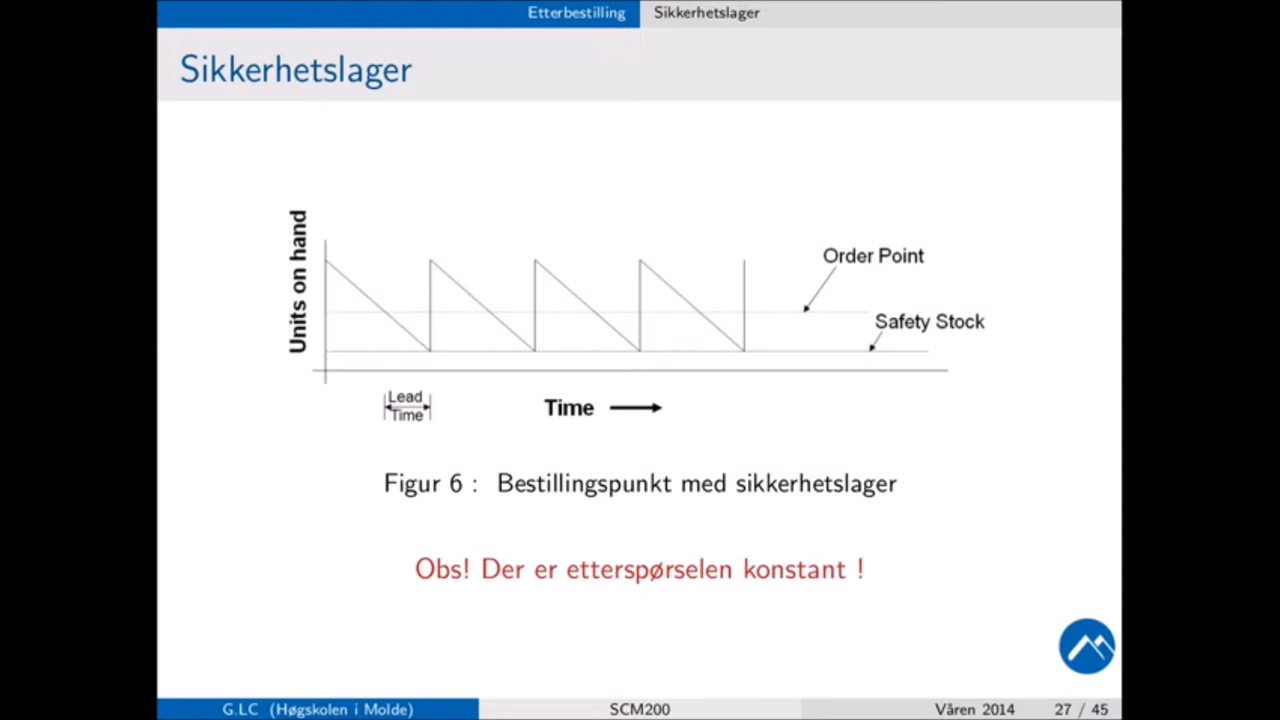 Etterbestilling Sikkerhetslager
Sikkerhetslager
Units on hand
Order Point
Safety Stock
Lead
Time
Time
Figur 6 : Bestillingspunkt med sikkerhetslager
Obs! Der er etterspørselen konstant !
G.LC (Høgskolen i Molde) SCM200 Våren 2014 27 / 45